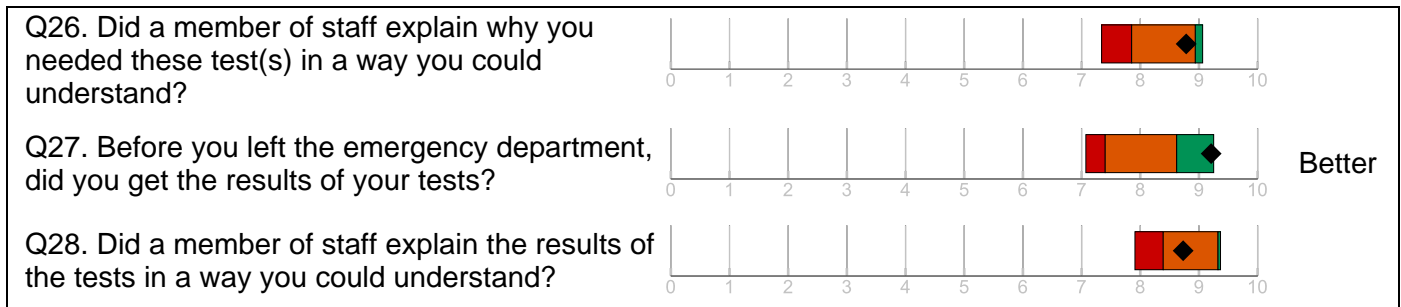 Q26. Did a member of staff explain why you
needed these test(s) in a way you could
understand?
0 1 2 3 4 5 6 7 8 9 10
Q27. Before you left the emergency department,
did you get the results of your tests?
Better
0 1 2 3 4 5 6 7 8 9 10
Q28. Did a member of staff explain the results of
the tests in a way you could understand?
0 1 2 3 4 5 6 7 8 9 10